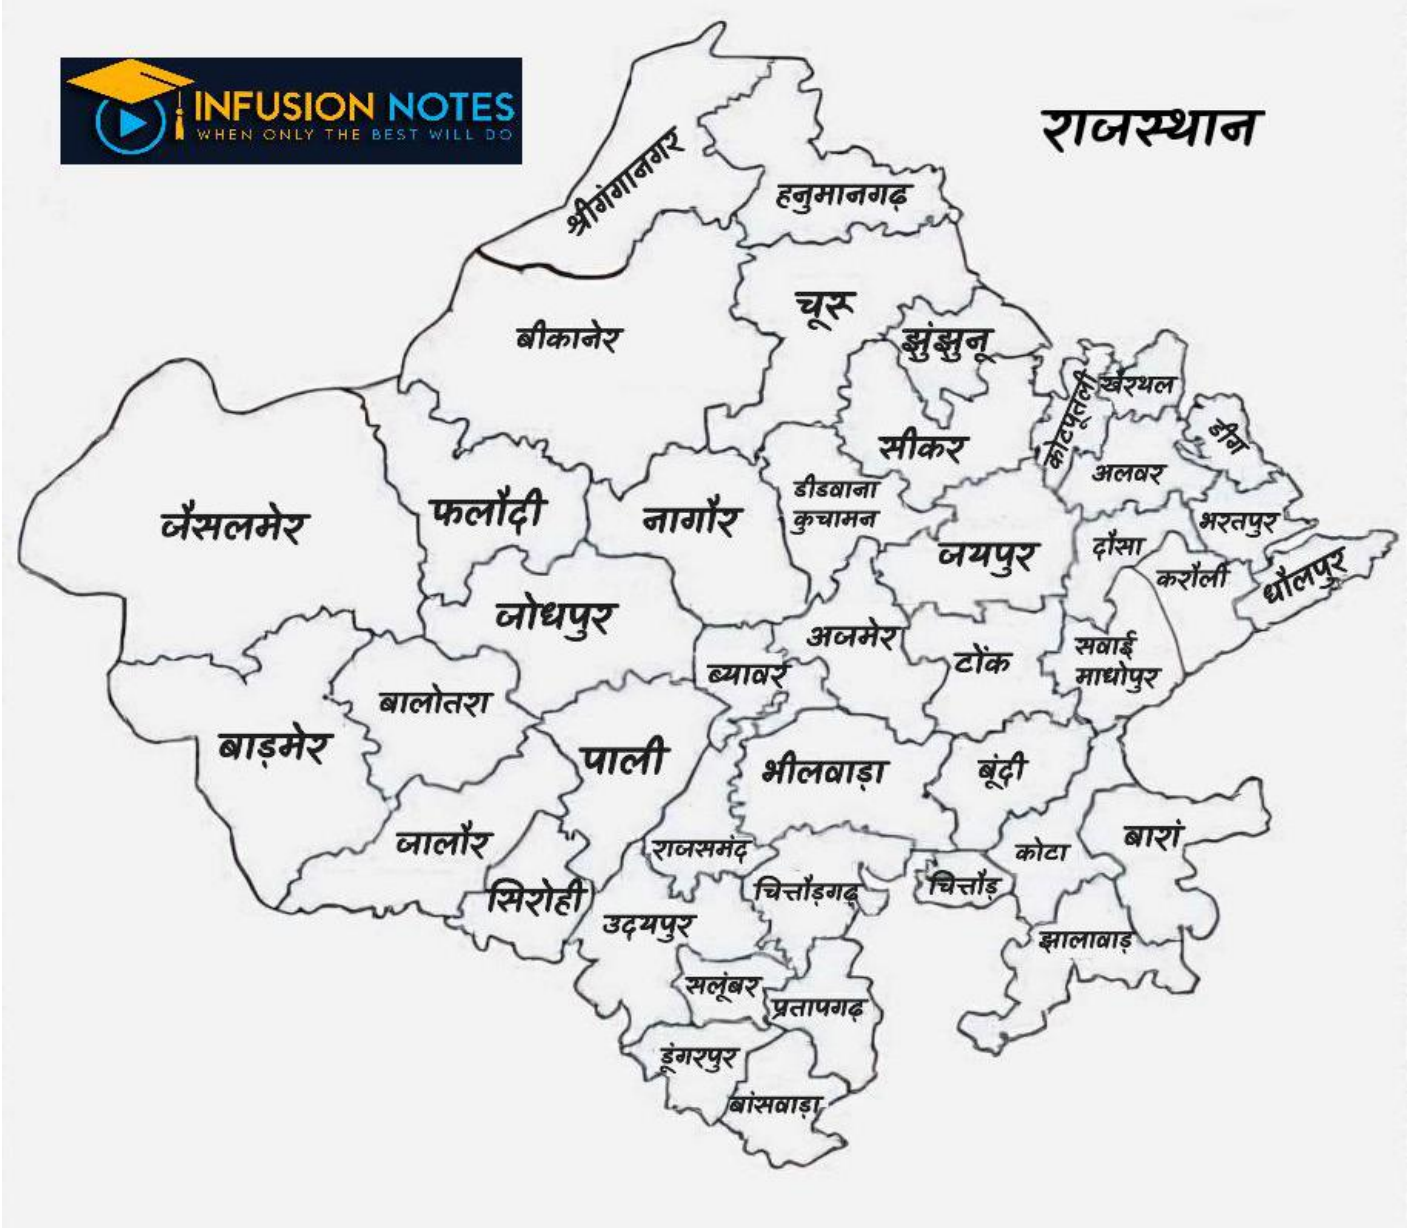 INFUSION NOTES
WHEN ONLY THE BEST WILL DO
राजस्थान
श्रीगंगानगर
हनुमानगढ़
चूरू
बीकानेर
झुंझुनू
खैरथल
कोटपूतली
डीग
सीकर
अलवर
जैसलमेर
फलौदी
नागौर
डीडवाना
कुचामन
भरतपुर
जयपुर
दौसा
करौली
धौलपुर
जोधपुर
अजमेर
टोंक
सवाई
माधोपुर
ब्यावर
बालोतरा
बाड़मेर
पाली
भीलवाड़ा
बूंदी
बारां
जालौर
राजसमंद
कोटा
चित्तौड़गढ़
चित्तौड़
सिरोही
उदयपुर
झालावाड़
सलूंबर
प्रतापगढ़
डूंगरपुर
बांसवाड़ा